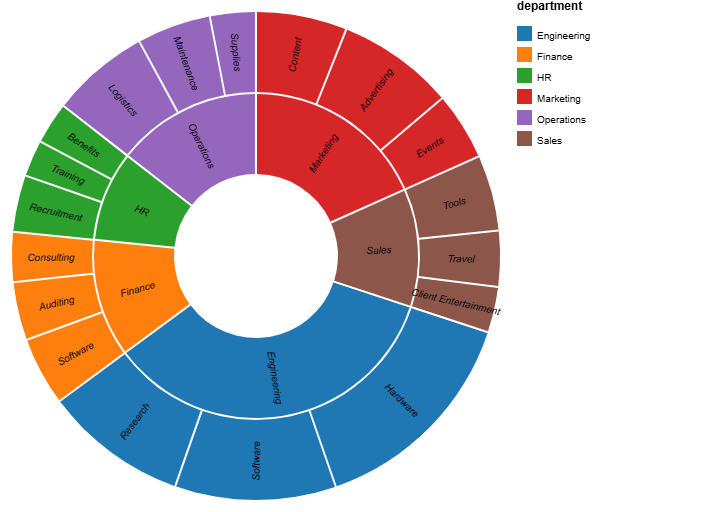 department
Engineering
Finance
HR
Marketing
Operations
Sales
Content
Advertising
Events
Tools
Travel
Client Entertainment
Hardware
Software
Research
Software
Auditing
Consulting
Recruitment
Training
Benefits
Logistics
Maintenance
Supplies
Marketing
Sales
Engineering
Finance
HR
Operations